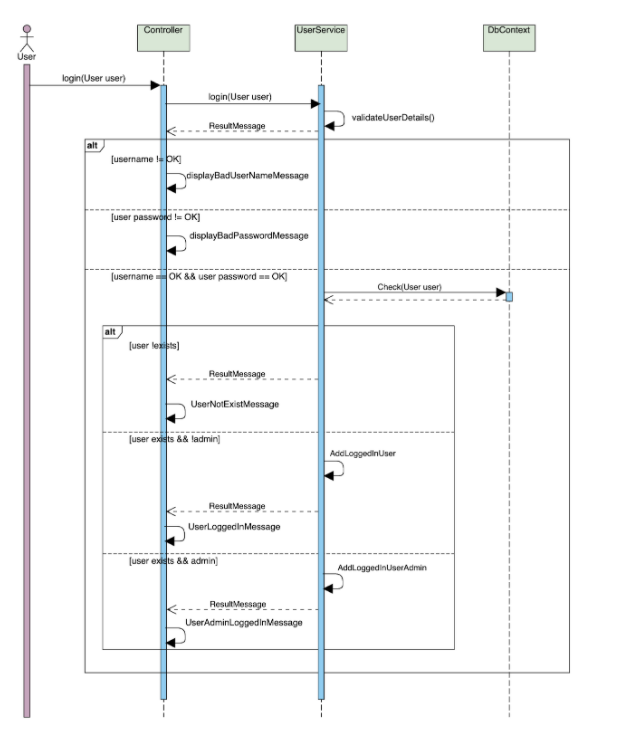 Controller
UserService
DbContext
User
login(User user)
login(User user)
validateUserDetails()
ResultMessage
alt
[username != OK]
displayBadUserNameMessage
[user password != OK]
displayBadPasswordMessage
[username == OK && user password == OK]
Check(User user)
alt
[user !exists]
ResultMessage
UserNotExistMessage
[user exists && !admin]
AddLoggedInUser
ResultMessage
UserLoggedInMessage
[user exists && admin]
AddLoggedInUserAdmin
ResultMessage
UserAdminLoggedInMessage